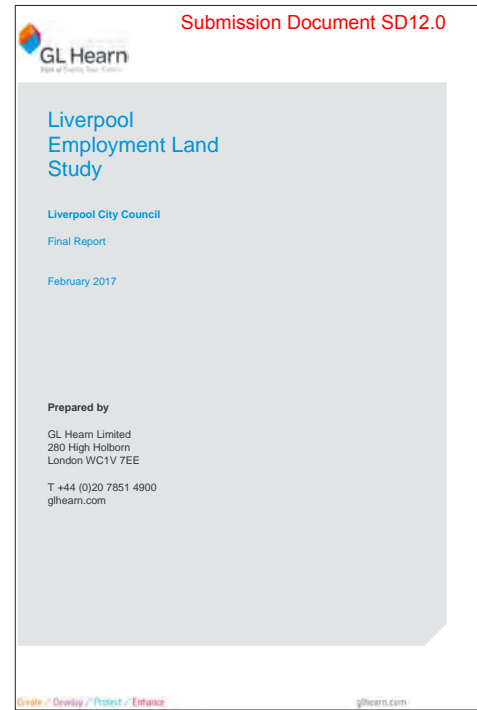 Submission Document SD12.0
GL Hearn
Liverpool
Employment Land
Study
Liverpool City Council
Final Report
February 2017
Prepared by
GL Hearn Limited
280 High Holborn
London WC1V 7EE
T +44 (0)20 7851 4900
glhearn.com
Create / Develop / Protect / Enhance
glhearn.com